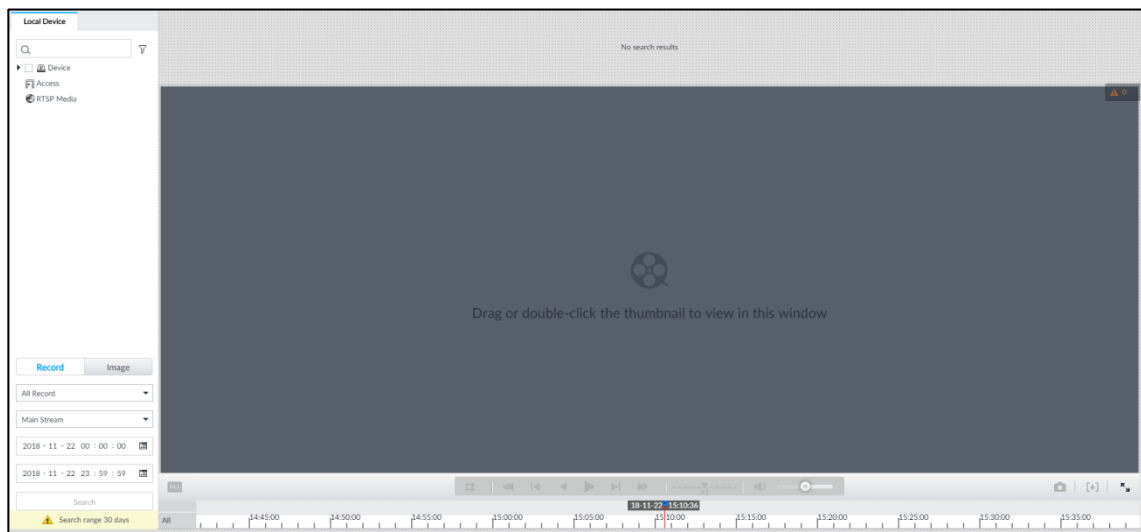 Local Device
No search results
Device
Access
RTSP Media
0
Drag or double-click the thumbnail to view in this window
Record Image
All Record
Main Stream
2018 - 11 - 22 00 : 00 : 00
2018 - 11 - 22 23 : 59 : 59
Search
Search range 30 days
ALL
18-11-22 15:10:36
All 14:45:00 14:50:00 14:55:00 15:00:00 15:05:00 15:10:00 15:15:00 15:20:00 15:25:00 15:30:00 15:35:00